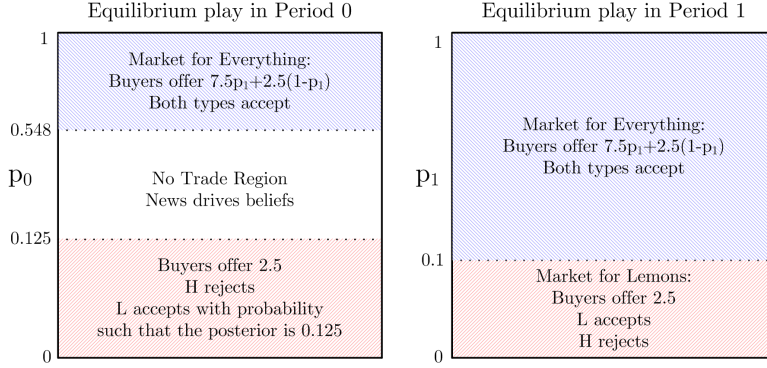 Equilibrium play in Period 0
1
Market for Everything:
Buyers offer 7.5p₁+2.5(1-p₁)
Both types accept
0.548
p₀
No Trade Region
News drives beliefs
0.125
Buyers offer 2.5
H rejects
L accepts with probability
such that the posterior is 0.125
0
Equilibrium play in Period 1
1
Market for Everything:
Buyers offer 7.5p₁+2.5(1-p₁)
Both types accept
p₁
0.1
Market for Lemons:
Buyers offer 2.5
L accepts
H rejects
0